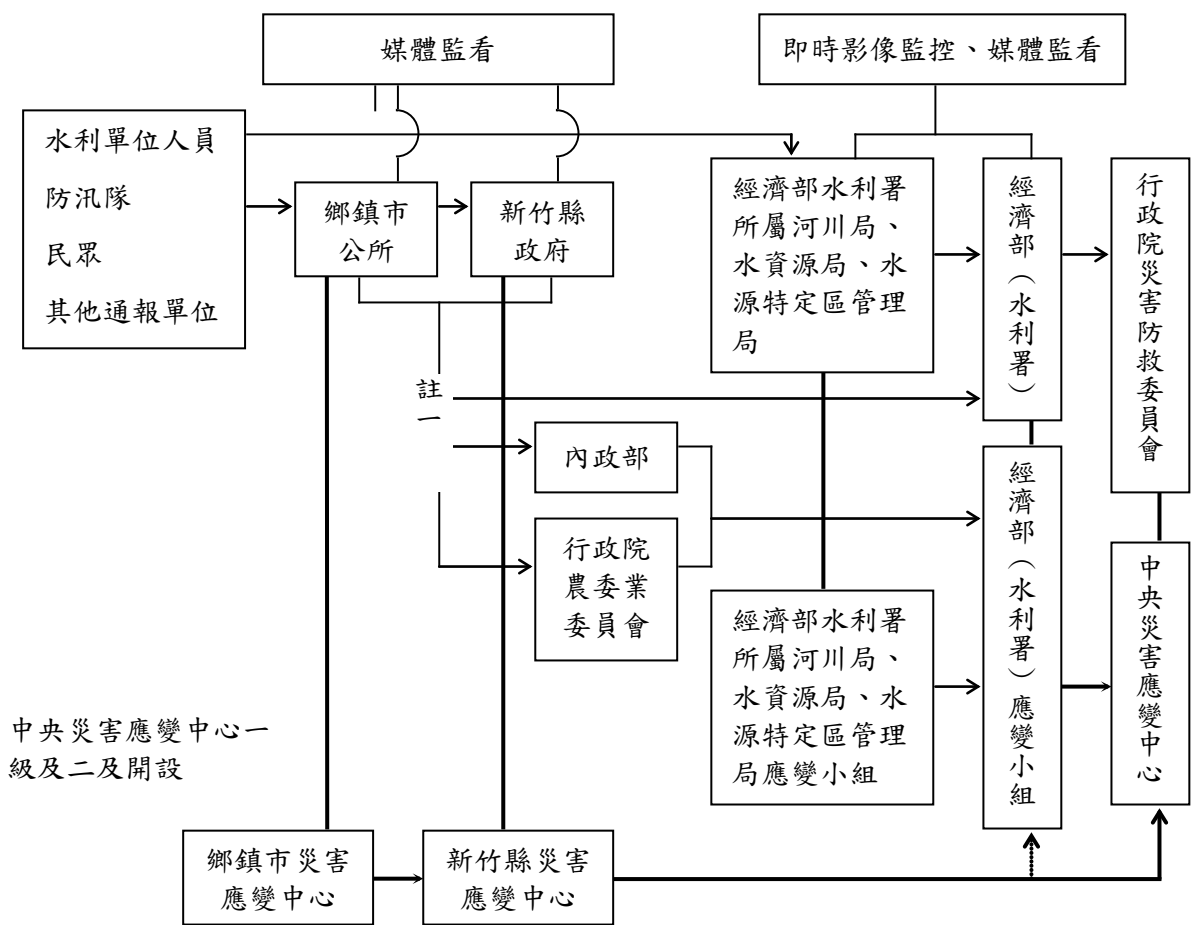 媒體監看
即時影像監控、媒體監看
水利單位人員
防汛隊
民眾
其他通報單位
鄉鎮市
公所
新竹縣
政府
經濟部水利署
所屬河川局、
水資源局、水
源特定區管理
局
經濟部（水利署）
行政院災害防救委員會
註一
內政部
行政院
農委業
委員會
經濟部水利署
所屬河川局、
水資源局、水
源特定區管理
局應變小組
經濟部（水利署）應變小組
中央災害應變中心
中央災害應變中心一
級及二及開設
鄉鎮市災害
應變中心
新竹縣災害
應變中心